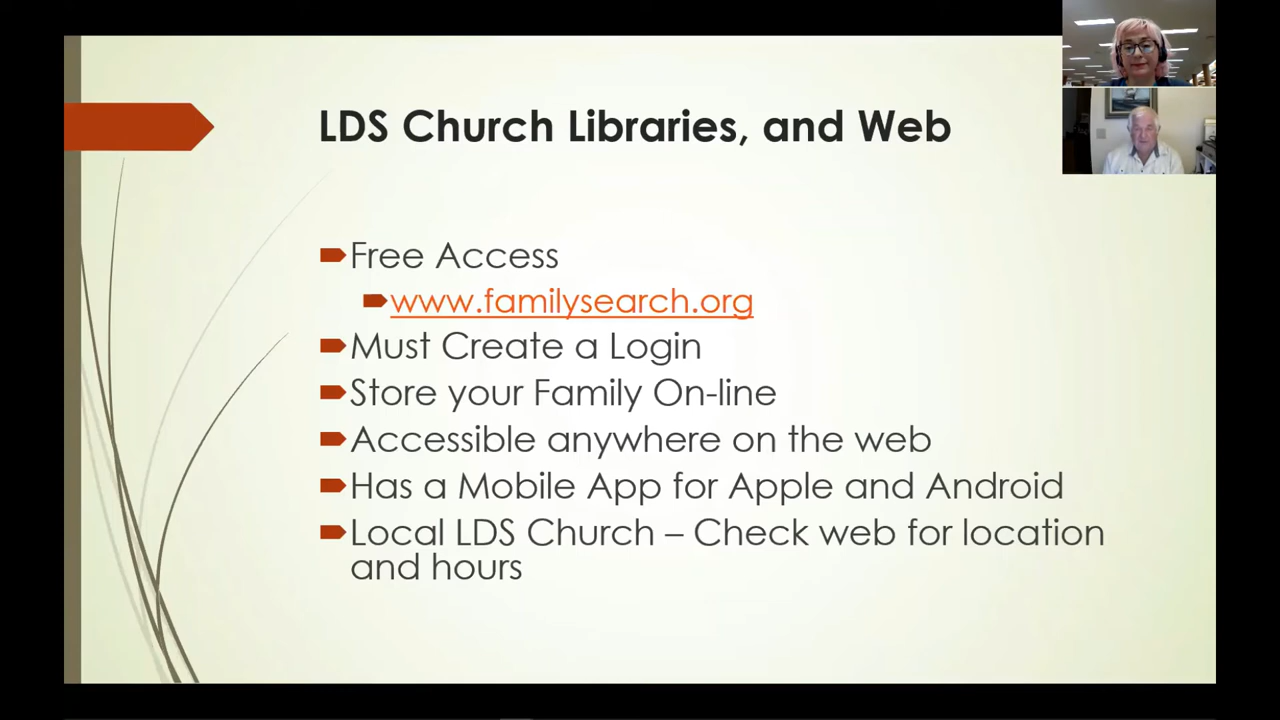 LDS Church Libraries, and Web
Free Access
www.familysearch.org
Must Create a Login
Store your Family On-line
Accessible anywhere on the web
Has a Mobile App for Apple and Android
Local LDS Church – Check web for location
and hours